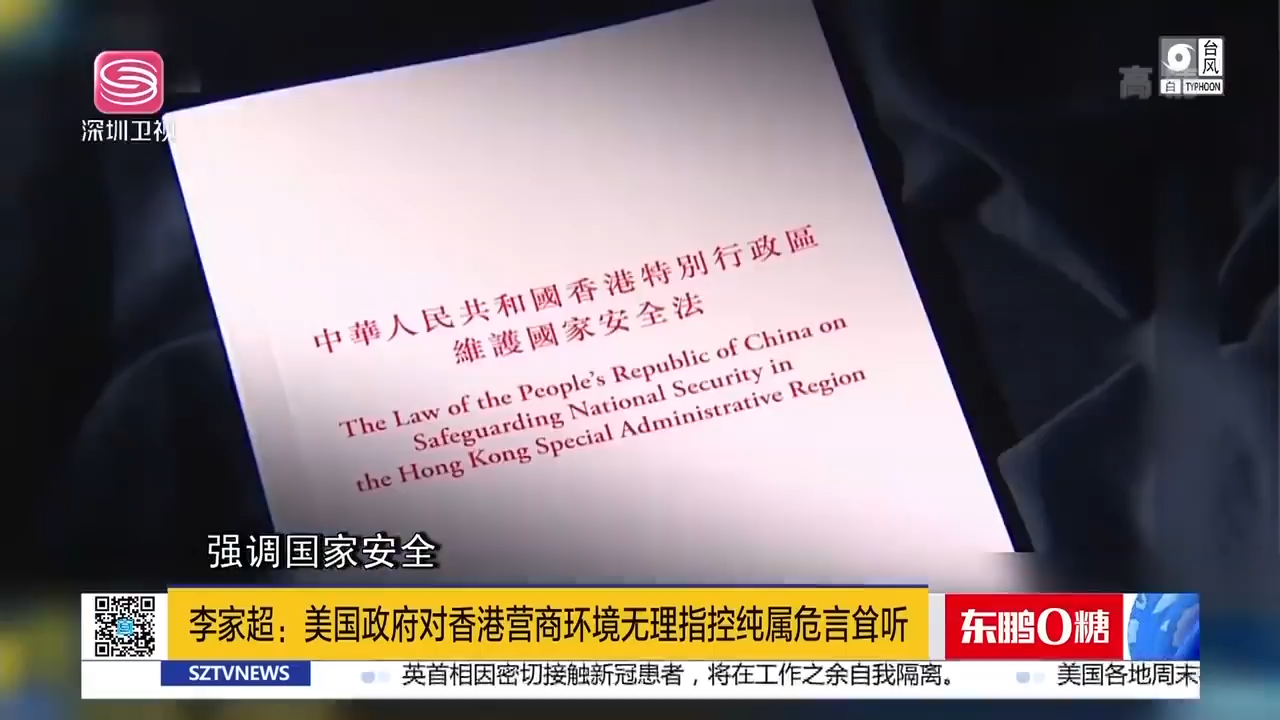 深圳卫视
台风
白 TYPHOON
中華人民共和國香港特別行政區
維護國家安全法
The Law of the People's Republic of China on
Safeguarding National Security in
the Hong Kong Special Administrative Region
强调国家安全
李家超：美国政府对香港营商环境无理指控纯属危言耸听
东鹏0糖
SZTVNEWS
英首相因密切接触新冠患者，将在工作之余自我隔离。
美国各地周末